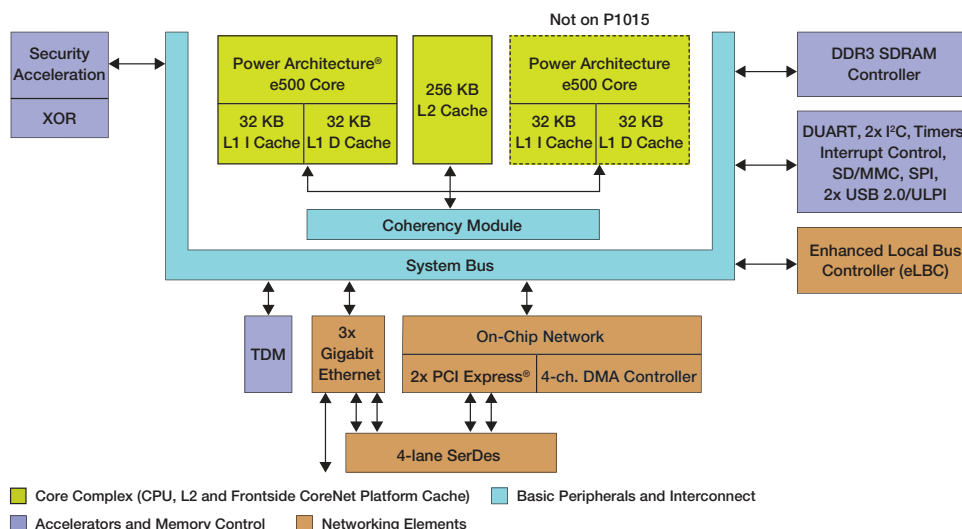 Not on P1015
Security
Acceleration
XOR
Power Architecture®
e500 Core
32 KB
L1 I Cache
32 KB
L1 D Cache
256 KB
L2 Cache
Power Architecture
e500 Core
32 KB
L1 I Cache
32 KB
L1 D Cache
DDR3 SDRAM
Controller
DUART, 2x I²C, Timers
Interrupt Control,
SD/MMC, SPI,
2x USB 2.0/ULPI
Coherency Module
System Bus
Enhanced Local Bus
Controller (eLBC)
TDM
3x
Gigabit
Ethernet
On-Chip Network
2x PCI Express®
4-ch. DMA Controller
4-lane SerDes
Core Complex (CPU, L2 and Frontside CoreNet Platform Cache)
Basic Peripherals and Interconnect
Accelerators and Memory Control
Networking Elements